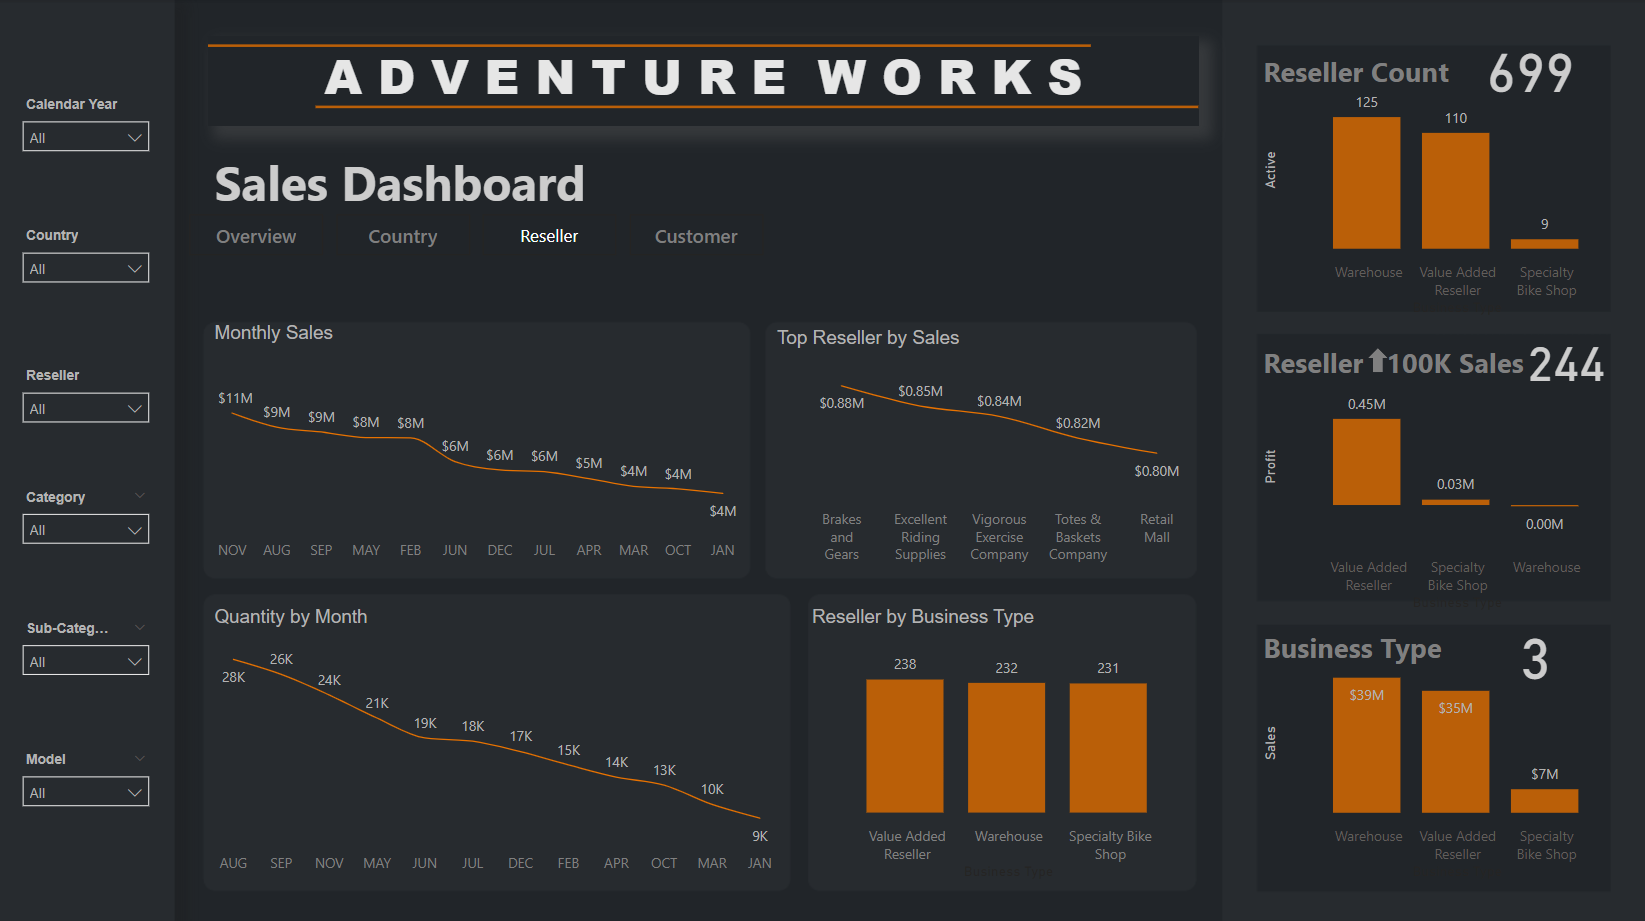 ADVENTURE WORKS
Sales Dashboard
Overview
Country
Reseller
Customer
Calendar Year
All
Country
All
Reseller
All
Category
All
Sub-Categ...
All
Model
All
Monthly Sales
$11M
$9M
$9M
$8M
$8M
$6M
$6M
$6M
$5M
$4M
$4M
$4M
NOV
AUG
SEP
MAY
FEB
JUN
DEC
JUL
APR
MAR
OCT
JAN
Top Reseller by Sales
$0.88M
$0.85M
$0.84M
$0.82M
$0.80M
Brakes
and
Gears
Excellent
Riding
Supplies
Vigorous
Exercise
Company
Totes &
Baskets
Company
Retail
Mall
Quantity by Month
28K
26K
24K
21K
19K
18K
17K
15K
14K
13K
10K
9K
AUG
SEP
NOV
MAY
JUN
JUL
DEC
FEB
APR
OCT
MAR
JAN
Reseller by Business Type
238
232
231
Value Added
Reseller
Warehouse
Specialty Bike
Shop
Business Type
Reseller Count
699
Active
125
110
9
Warehouse
Value Added
Reseller
Specialty
Bike Shop
Reseller
100K Sales
244
Profit
0.45M
0.03M
0.00M
Value Added
Reseller
Specialty
Bike Shop
Warehouse
Business Type
Business Type
3
Sales
$39M
$35M
$7M
Warehouse
Value Added
Reseller
Specialty
Bike Shop